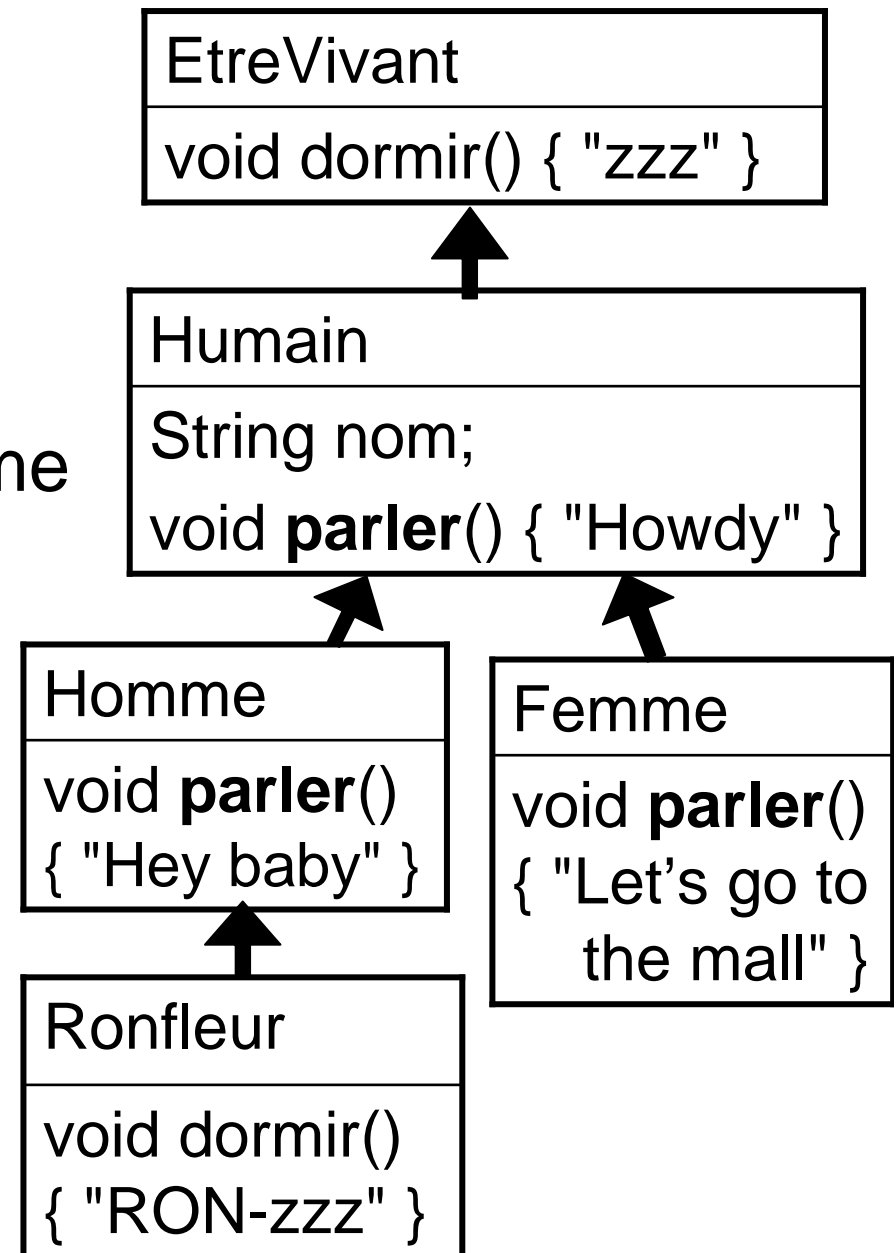 EtreVivant
void dormir() { "zzz" }
Humain
String nom;
void parler() { "Howdy" }
Homme
void parler()
{ "Hey baby" }
Femme
void parler()
{ "Let’s go to
the mall" }
Ronfleur
void dormir()
{ "RON-zzz" }